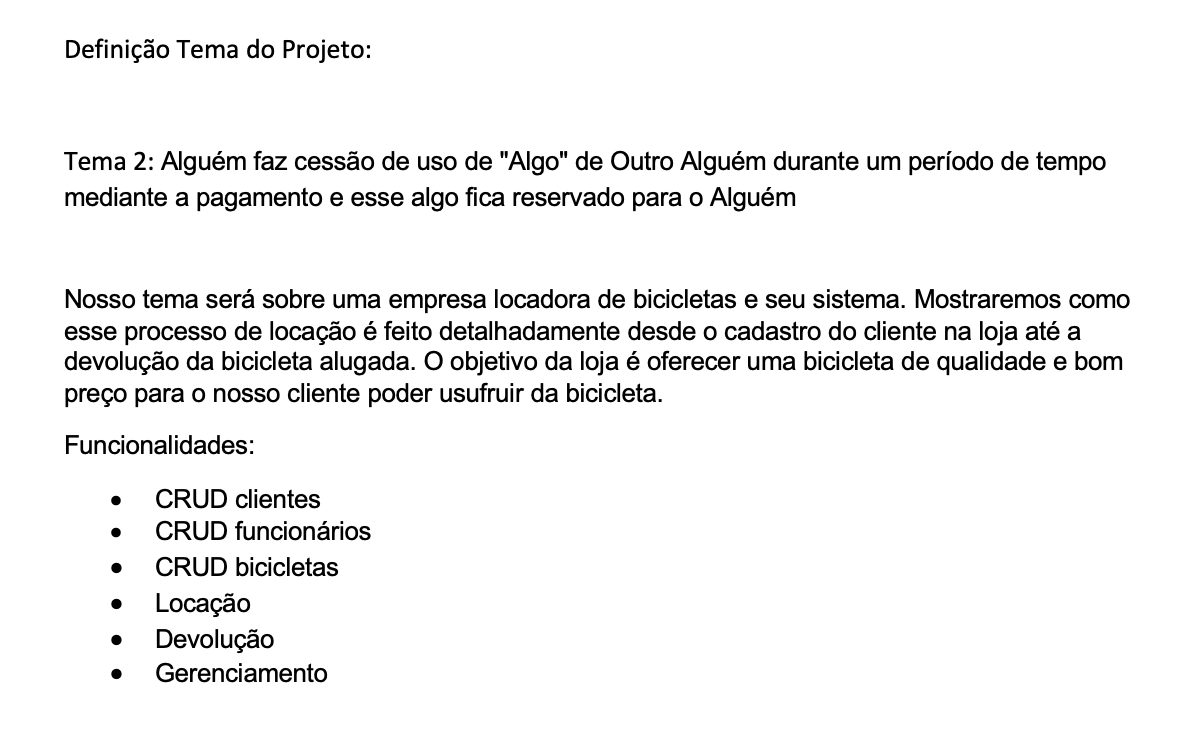 Definição Tema do Projeto:
Tema 2: Alguém faz cessão de uso de "Algo" de Outro Alguém durante um período de tempo
mediante a pagamento e esse algo fica reservado para o Alguém
Nosso tema será sobre uma empresa locadora de bicicletas e seu sistema. Mostraremos como
esse processo de locação é feito detalhadamente desde o cadastro do cliente na loja até a
devolução da bicicleta alugada. O objetivo da loja é oferecer uma bicicleta de qualidade e bom
preço para o nosso cliente poder usufruir da bicicleta.
Funcionalidades:
• CRUD clientes
• CRUD funcionários
• CRUD bicicletas
• Locação
• Devolução
• Gerenciamento